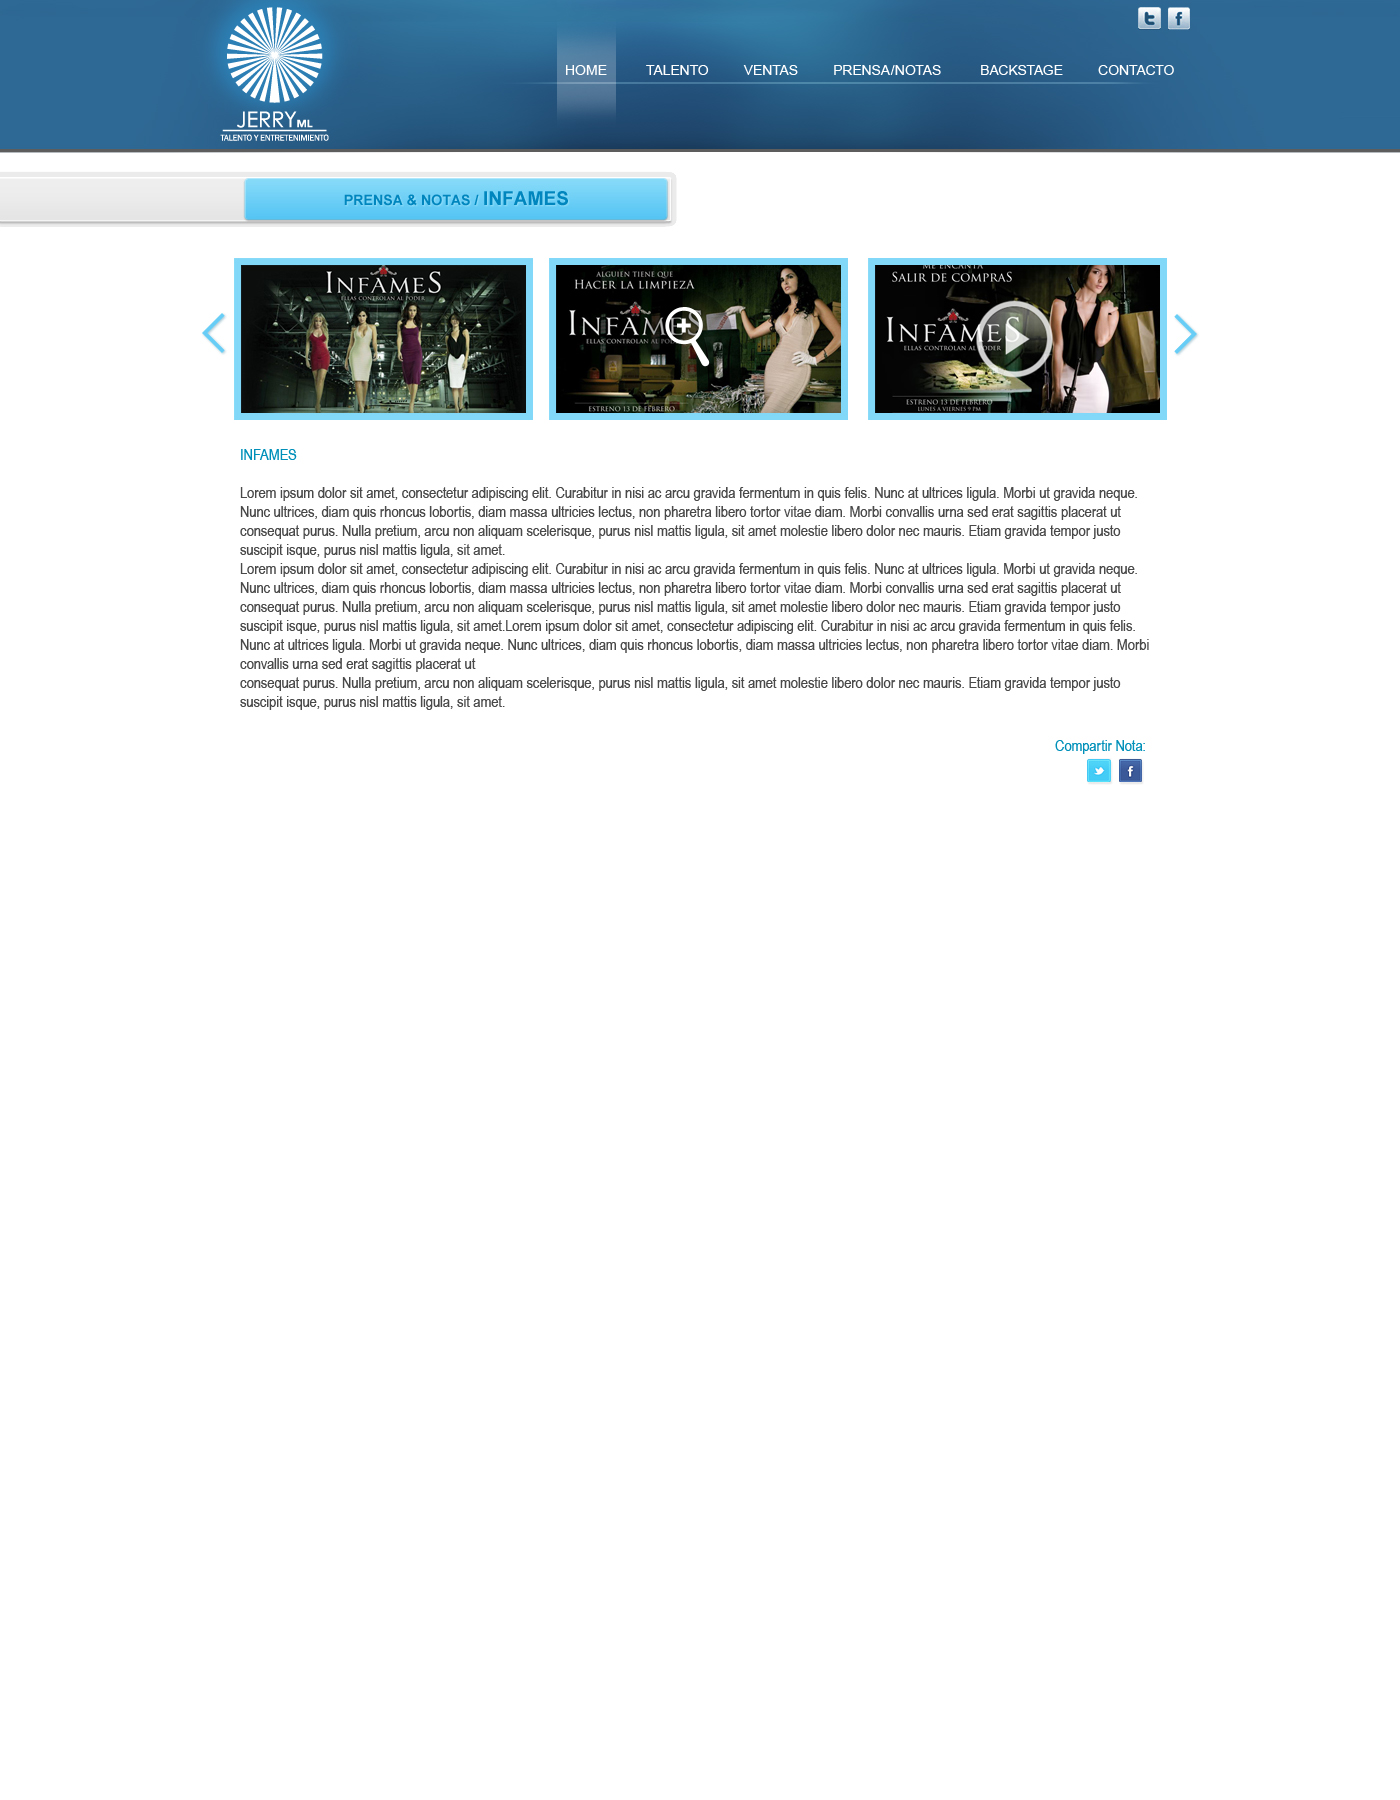 JERRY ML
TALENTO Y ENTRETENIMIENTO
HOME TALENTO VENTAS PRENSA/NOTAS BACKSTAGE CONTACTO
PRENSA & NOTAS / INFAMES
INFAMES
ELLAS CONTROLAN AL PODER
ALGUIÉN TIENE QUE
HACER LA LIMPIEZA
INFAMES
ELLAS CONTROLAN AL PODER
ESTRENO 13 DE FEBRERO
ME ENCANTA
SALIR DE COMPRAS
INFAMES
ELLAS CONTROLAN AL PODER
ESTRENO 13 DE FEBRERO
LUNES A VIERNES 9 PM
INFAMES
Lorem ipsum dolor sit amet, consectetur adipiscing elit. Curabitur in nisi ac arcu gravida fermentum in quis felis. Nunc at ultrices ligula. Morbi ut gravida neque.
Nunc ultrices, diam quis rhoncus lobortis, diam massa ultricies lectus, non pharetra libero tortor vitae diam. Morbi convallis urna sed erat sagittis placerat ut
consequat purus. Nulla pretium, arcu non aliquam scelerisque, purus nisl mattis ligula, sit amet molestie libero dolor nec mauris. Etiam gravida tempor justo
suscipit isque, purus nisl mattis ligula, sit amet.
Lorem ipsum dolor sit amet, consectetur adipiscing elit. Curabitur in nisi ac arcu gravida fermentum in quis felis. Nunc at ultrices ligula. Morbi ut gravida neque.
Nunc ultrices, diam quis rhoncus lobortis, diam massa ultricies lectus, non pharetra libero tortor vitae diam. Morbi convallis urna sed erat sagittis placerat ut
consequat purus. Nulla pretium, arcu non aliquam scelerisque, purus nisl mattis ligula, sit amet molestie libero dolor nec mauris. Etiam gravida tempor justo
suscipit isque, purus nisl mattis ligula, sit amet.Lorem ipsum dolor sit amet, consectetur adipiscing elit. Curabitur in nisi ac arcu gravida fermentum in quis felis.
Nunc at ultrices ligula. Morbi ut gravida neque. Nunc ultrices, diam quis rhoncus lobortis, diam massa ultricies lectus, non pharetra libero tortor vitae diam. Morbi
convallis urna sed erat sagittis placerat ut
consequat purus. Nulla pretium, arcu non aliquam scelerisque, purus nisl mattis ligula, sit amet molestie libero dolor nec mauris. Etiam gravida tempor justo
suscipit isque, purus nisl mattis ligula, sit amet.
Compartir Nota: